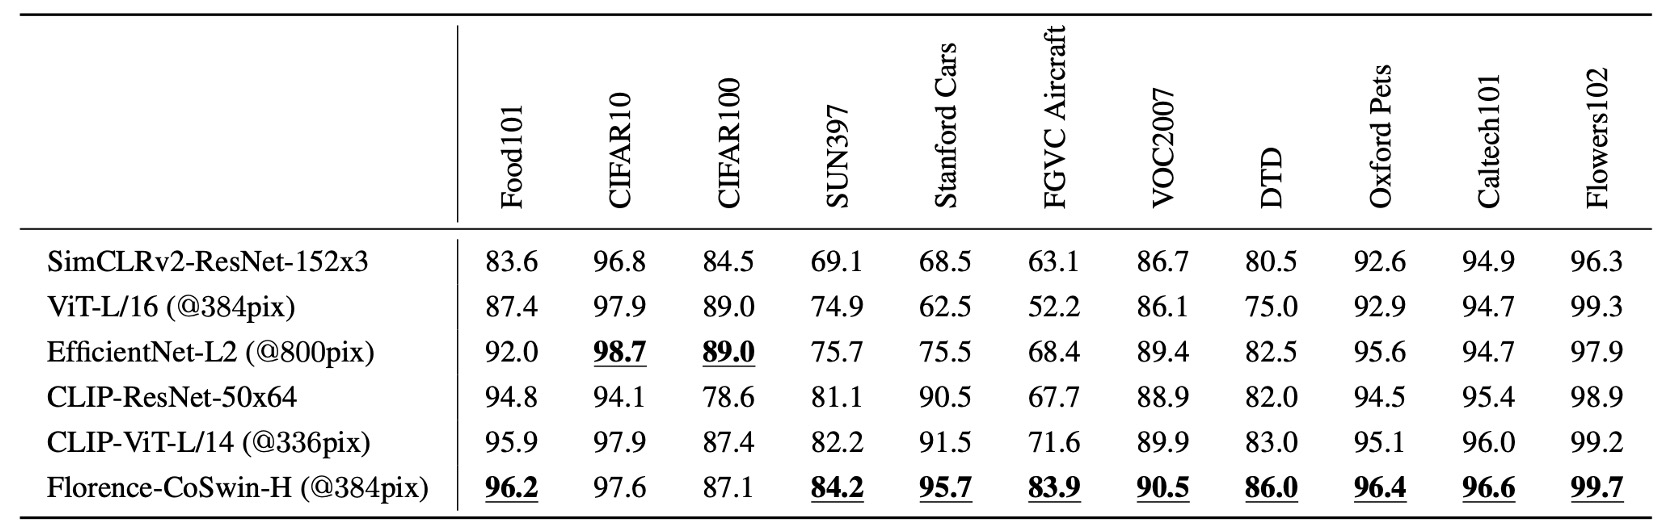 Food101 CIFAR10 CIFAR100 SUN397 Stanford Cars FGVC Aircraft VOC2007 DTD Oxford Pets Caltech101 Flowers102
SimCLRv2-ResNet-152x3 83.6 96.8 84.5 69.1 68.5 63.1 86.7 80.5 92.6 94.9 96.3
ViT-L/16 (@384pix) 87.4 97.9 89.0 74.9 62.5 52.2 86.1 75.0 92.9 94.7 99.3
EfficientNet-L2 (@800pix) 92.0 98.7 89.0 75.7 75.5 68.4 89.4 82.5 95.6 94.7 97.9
CLIP-ResNet-50x64 94.8 94.1 78.6 81.1 90.5 67.7 88.9 82.0 94.5 95.4 98.9
CLIP-ViT-L/14 (@336pix) 95.9 97.9 87.4 82.2 91.5 71.6 89.9 83.0 95.1 96.0 99.2
Florence-CoSwin-H (@384pix) 96.2 97.6 87.1 84.2 95.7 83.9 90.5 86.0 96.4 96.6 99.7